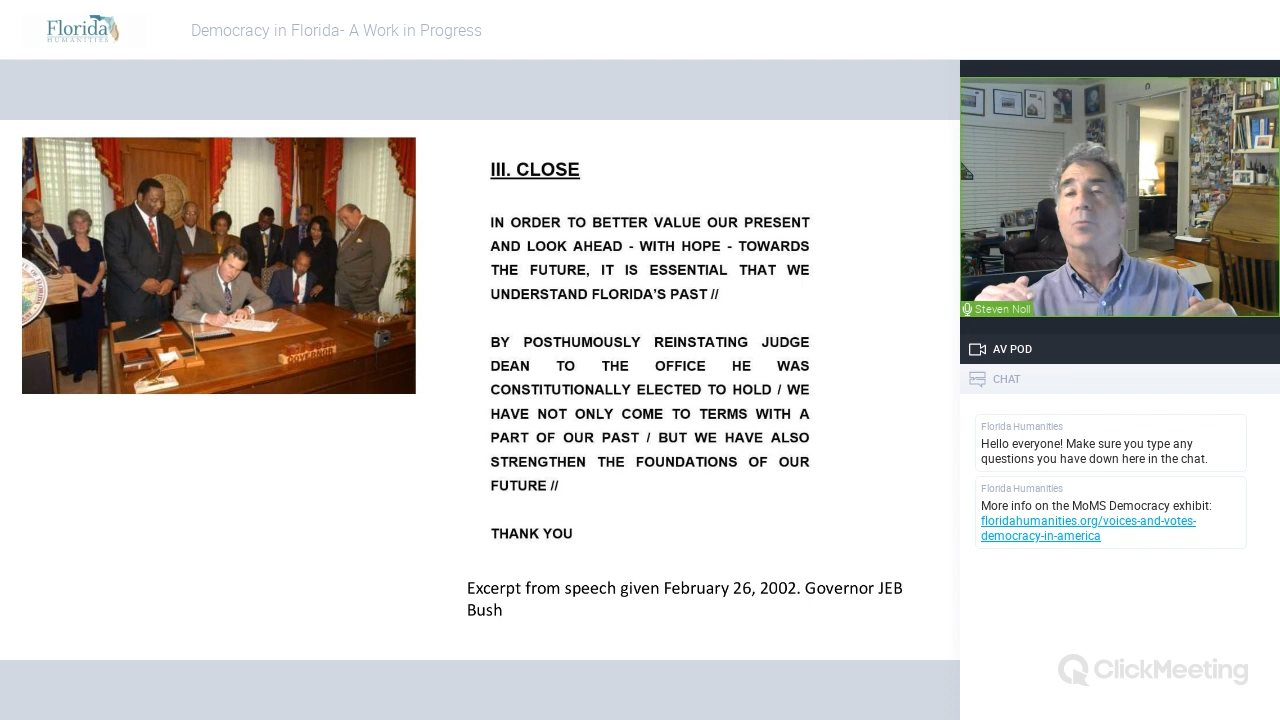 Florida
HUMANITIES
Democracy in Florida- A Work in Progress
III. CLOSE
IN ORDER TO BETTER VALUE OUR PRESENT
AND LOOK AHEAD - WITH HOPE - TOWARDS
THE FUTURE, IT IS ESSENTIAL THAT WE
UNDERSTAND FLORIDA'S PAST //
BY POSTHUMOUSLY REINSTATING JUDGE
DEAN TO THE OFFICE HE WAS
CONSTITUTIONALLY ELECTED TO HOLD / WE
HAVE NOT ONLY COME TO TERMS WITH A
PART OF OUR PAST / BUT WE HAVE ALSO
STRENGTHEN THE FOUNDATIONS OF OUR
FUTURE //
THANK YOU
Excerpt from speech given February 26, 2002. Governor JEB
Bush
GOVERNOR
Steven Noll
AV POD
CHAT
Florida Humanities
Hello everyone! Make sure you type any
questions you have down here in the chat.
Florida Humanities
More info on the MoMS Democracy exhibit:
floridahumanities.org/voices-and-votes-
democracy-in-america
ClickMeeting